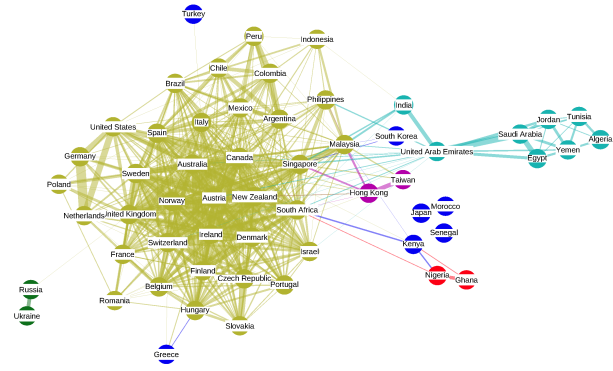 Turkey
Peru
Indonesia
Chile
Colombia
Brazil
Philippines
India
Mexico
Argentina
Italy
United States
Spain
South Korea
Saudi Arabia
Jordan
Tunisia
Algeria
Malaysia
United Arab Emirates
Yemen
Egypt
Germany
Canada
Australia
Singapore
Sweden
Poland
Taiwan
Hong Kong
Norway
Austria
New Zealand
Netherlands
United Kingdom
South Africa
Japan
Morocco
Senegal
Ireland
Denmark
Switzerland
Kenya
France
Israel
Finland
Czech Republic
Nigeria
Ghana
Belgium
Portugal
Russia
Romania
Hungary
Ukraine
Slovakia
Greece